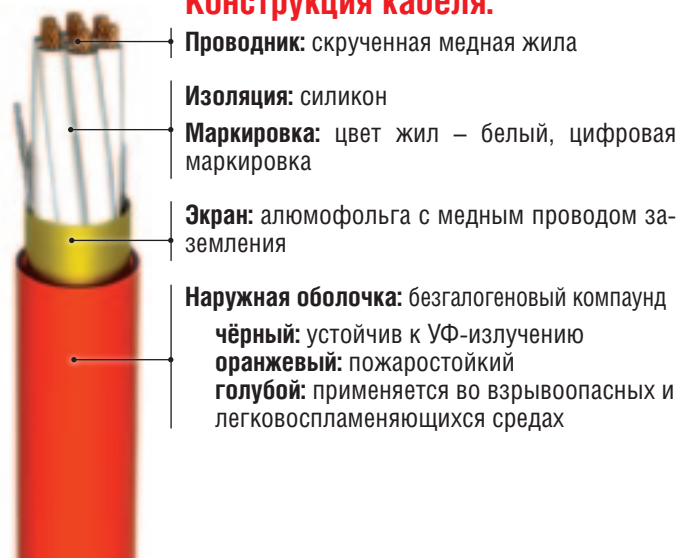 Конструкция кабеля:
Проводник: скрученная медная жила
Изоляция: силикон
Маркировка: цвет жил – белый, цифровая
маркировка
Экран: алюмофольга с медным проводом за-
земления
Наружная оболочка: безгалогеновый компаунд
чёрный: устойчив к УФ-излучению
оранжевый: пожаростойкий
голубой: применяется во взрывоопасных и
легковоспламеняющихся средах